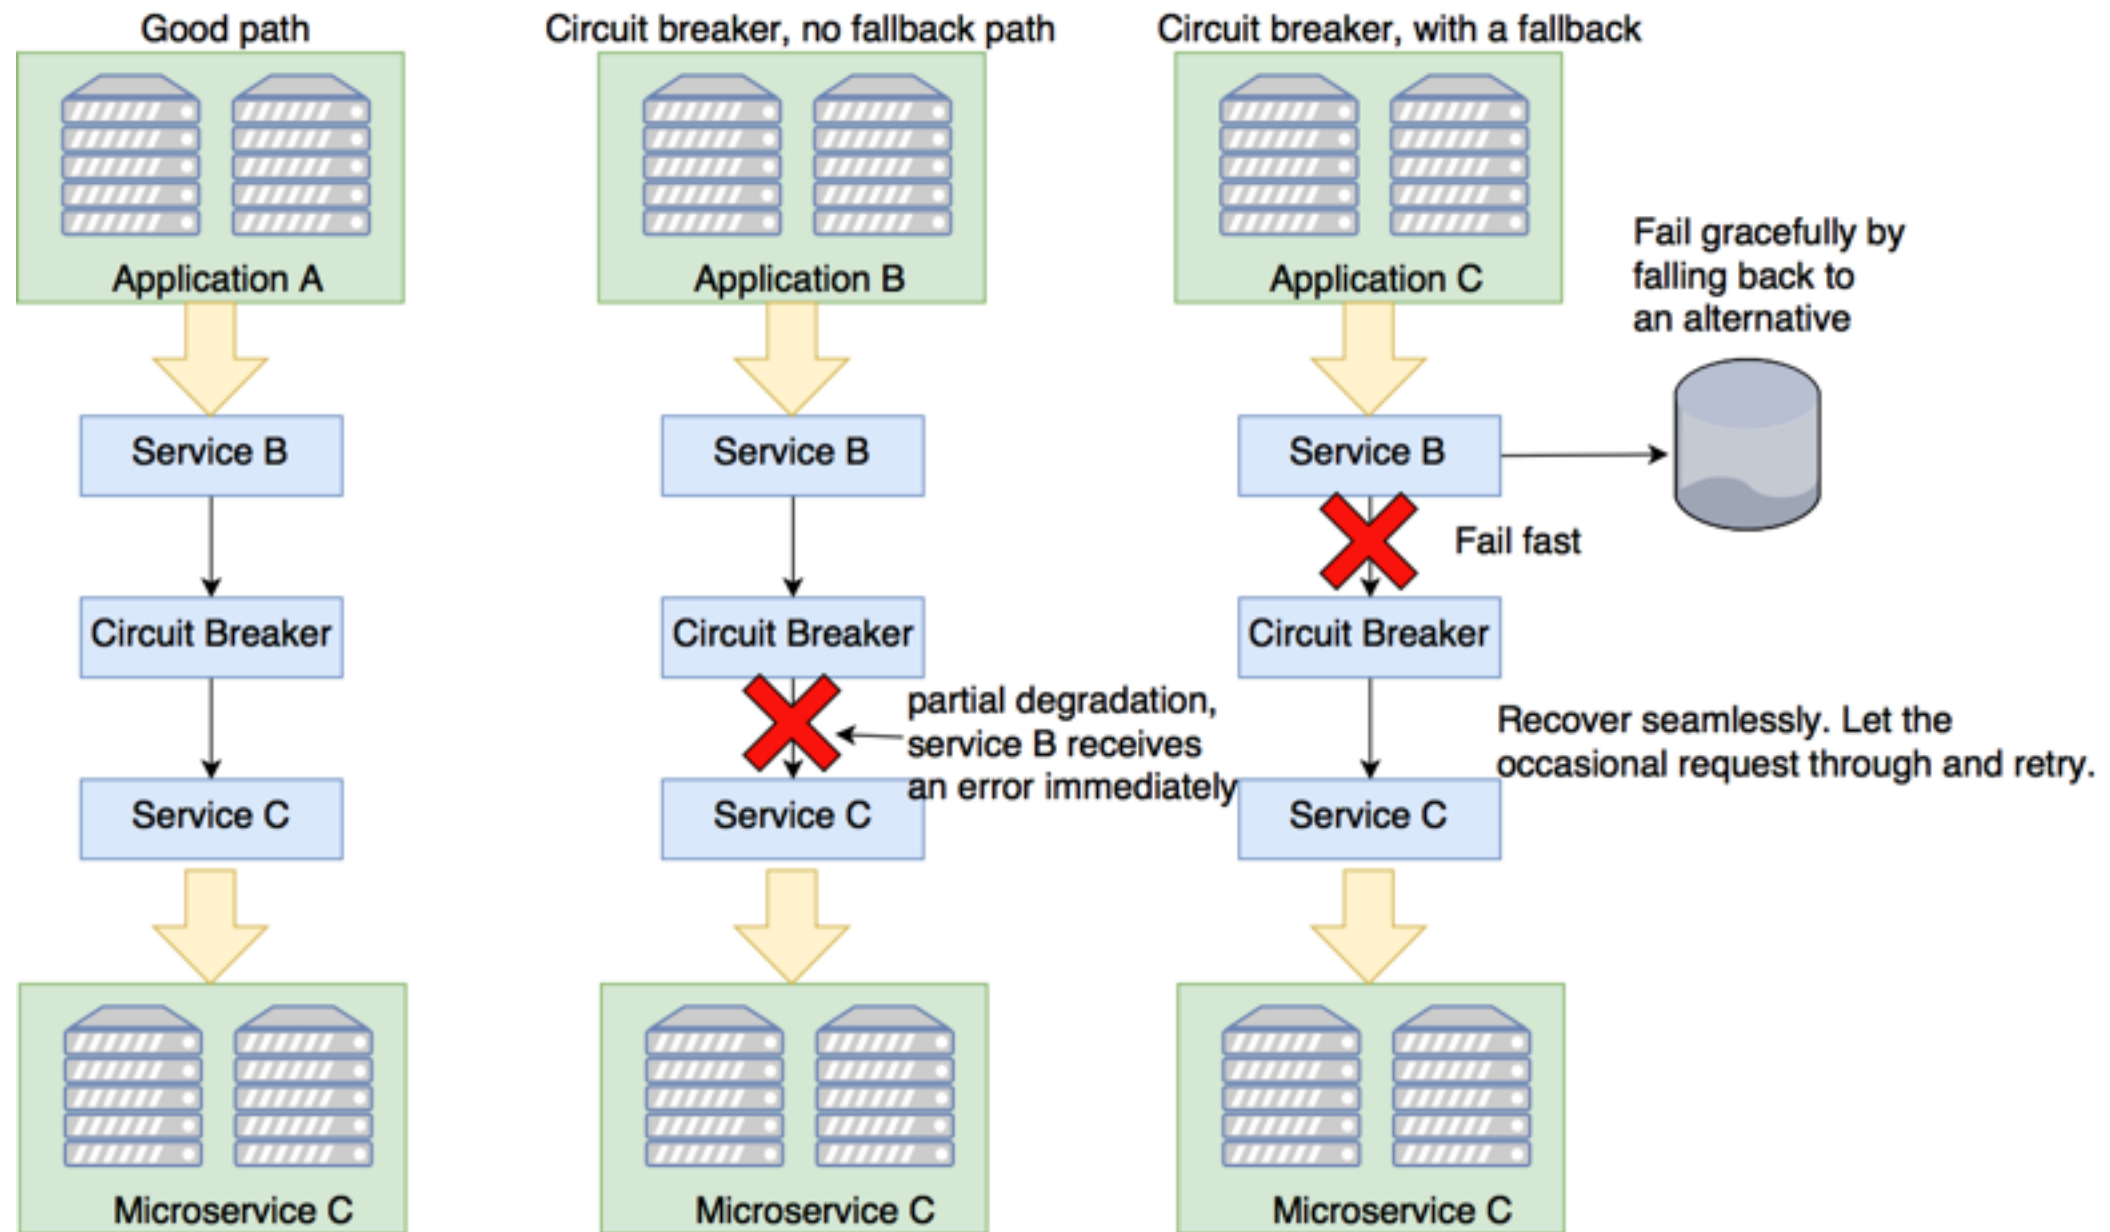 Good path
Circuit breaker, no fallback path
Circuit breaker, with a fallback
Application A
Application B
Application C
Fail gracefully by
falling back to
an alternative
Service B
Service B
Service B
Fail fast
Circuit Breaker
Circuit Breaker
Circuit Breaker
partial degradation,
service B receives
an error immediately
Recover seamlessly. Let the
occasional request through and retry.
Service C
Service C
Service C
Microservice C
Microservice C
Microservice C